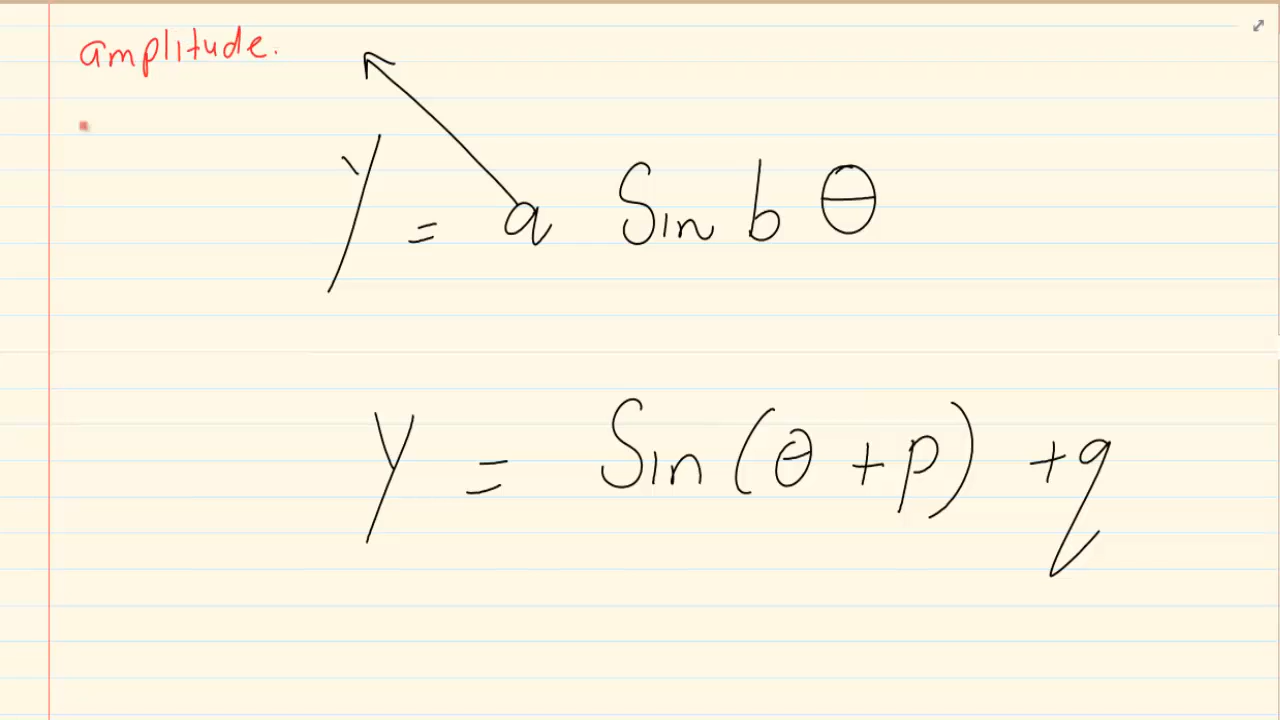 amplitude.
y = a Sin b θ
y = Sin (θ + p) + q